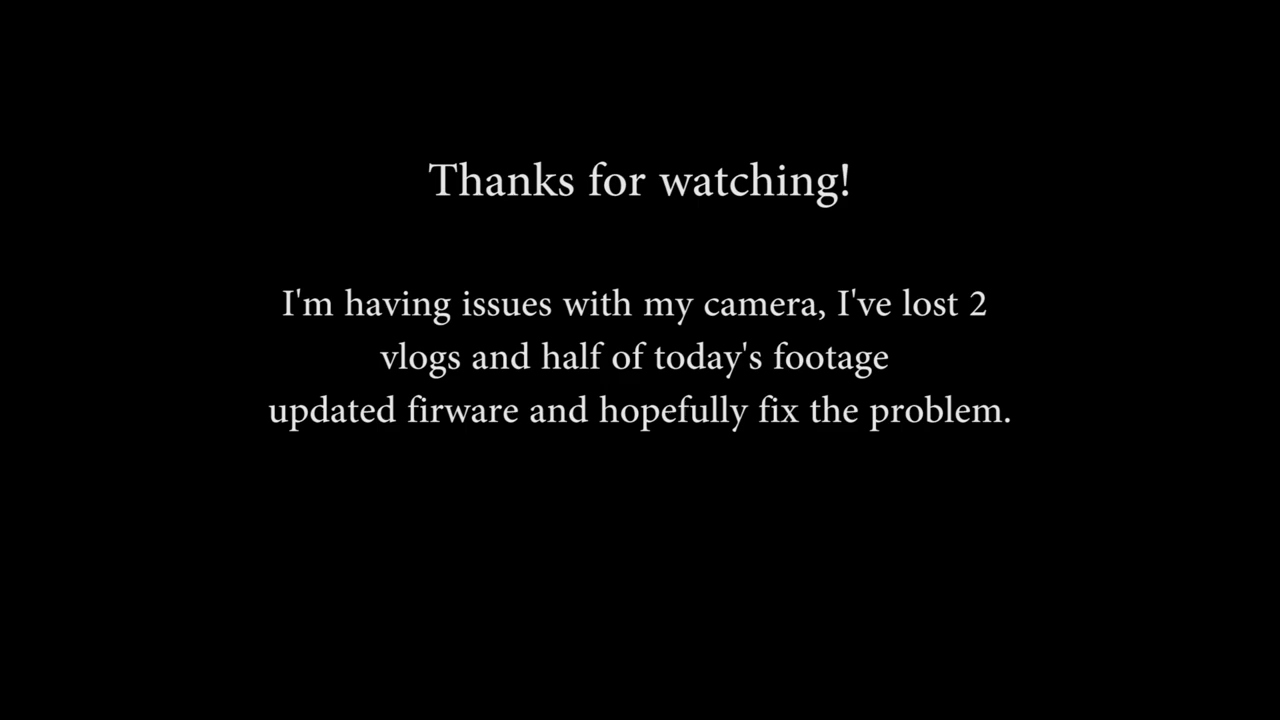 Thanks for watching!
I'm having issues with my camera, I've lost 2
vlogs and half of today's footage
updated firware and hopefully fix the problem.